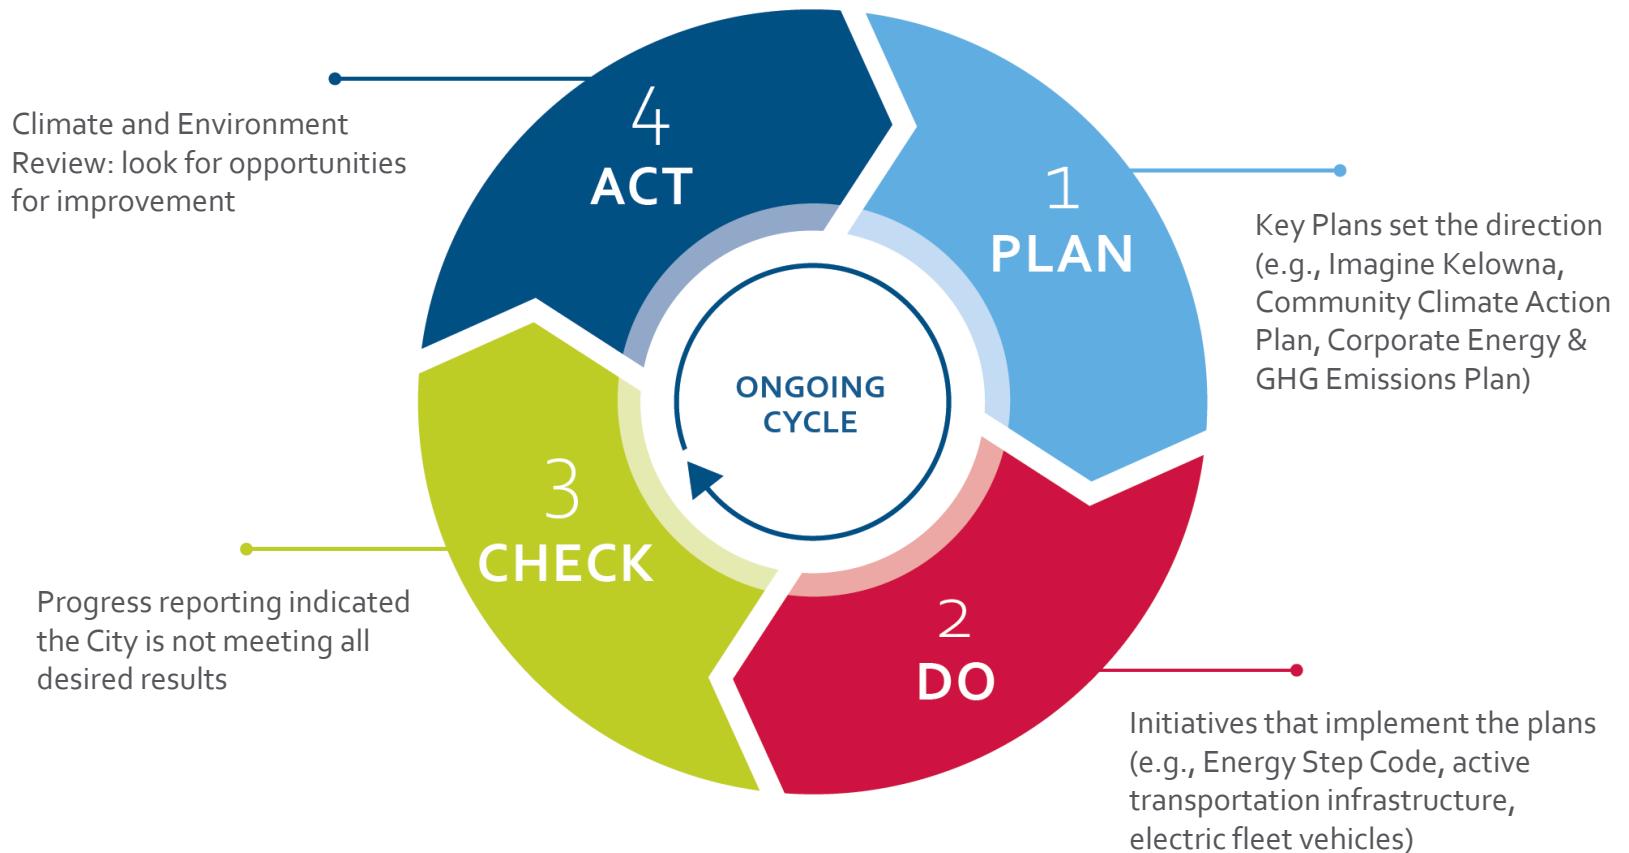 4
ACT
Climate and Environment
Review: look for opportunities
for improvement
1
PLAN
Key Plans set the direction
(e.g., Imagine Kelowna,
Community Climate Action
Plan, Corporate Energy &
GHG Emissions Plan)
ONGOING
CYCLE
3
CHECK
Progress reporting indicated
the City is not meeting all
desired results
2
DO
Initiatives that implement the plans
(e.g., Energy Step Code, active
transportation infrastructure,
electric fleet vehicles)